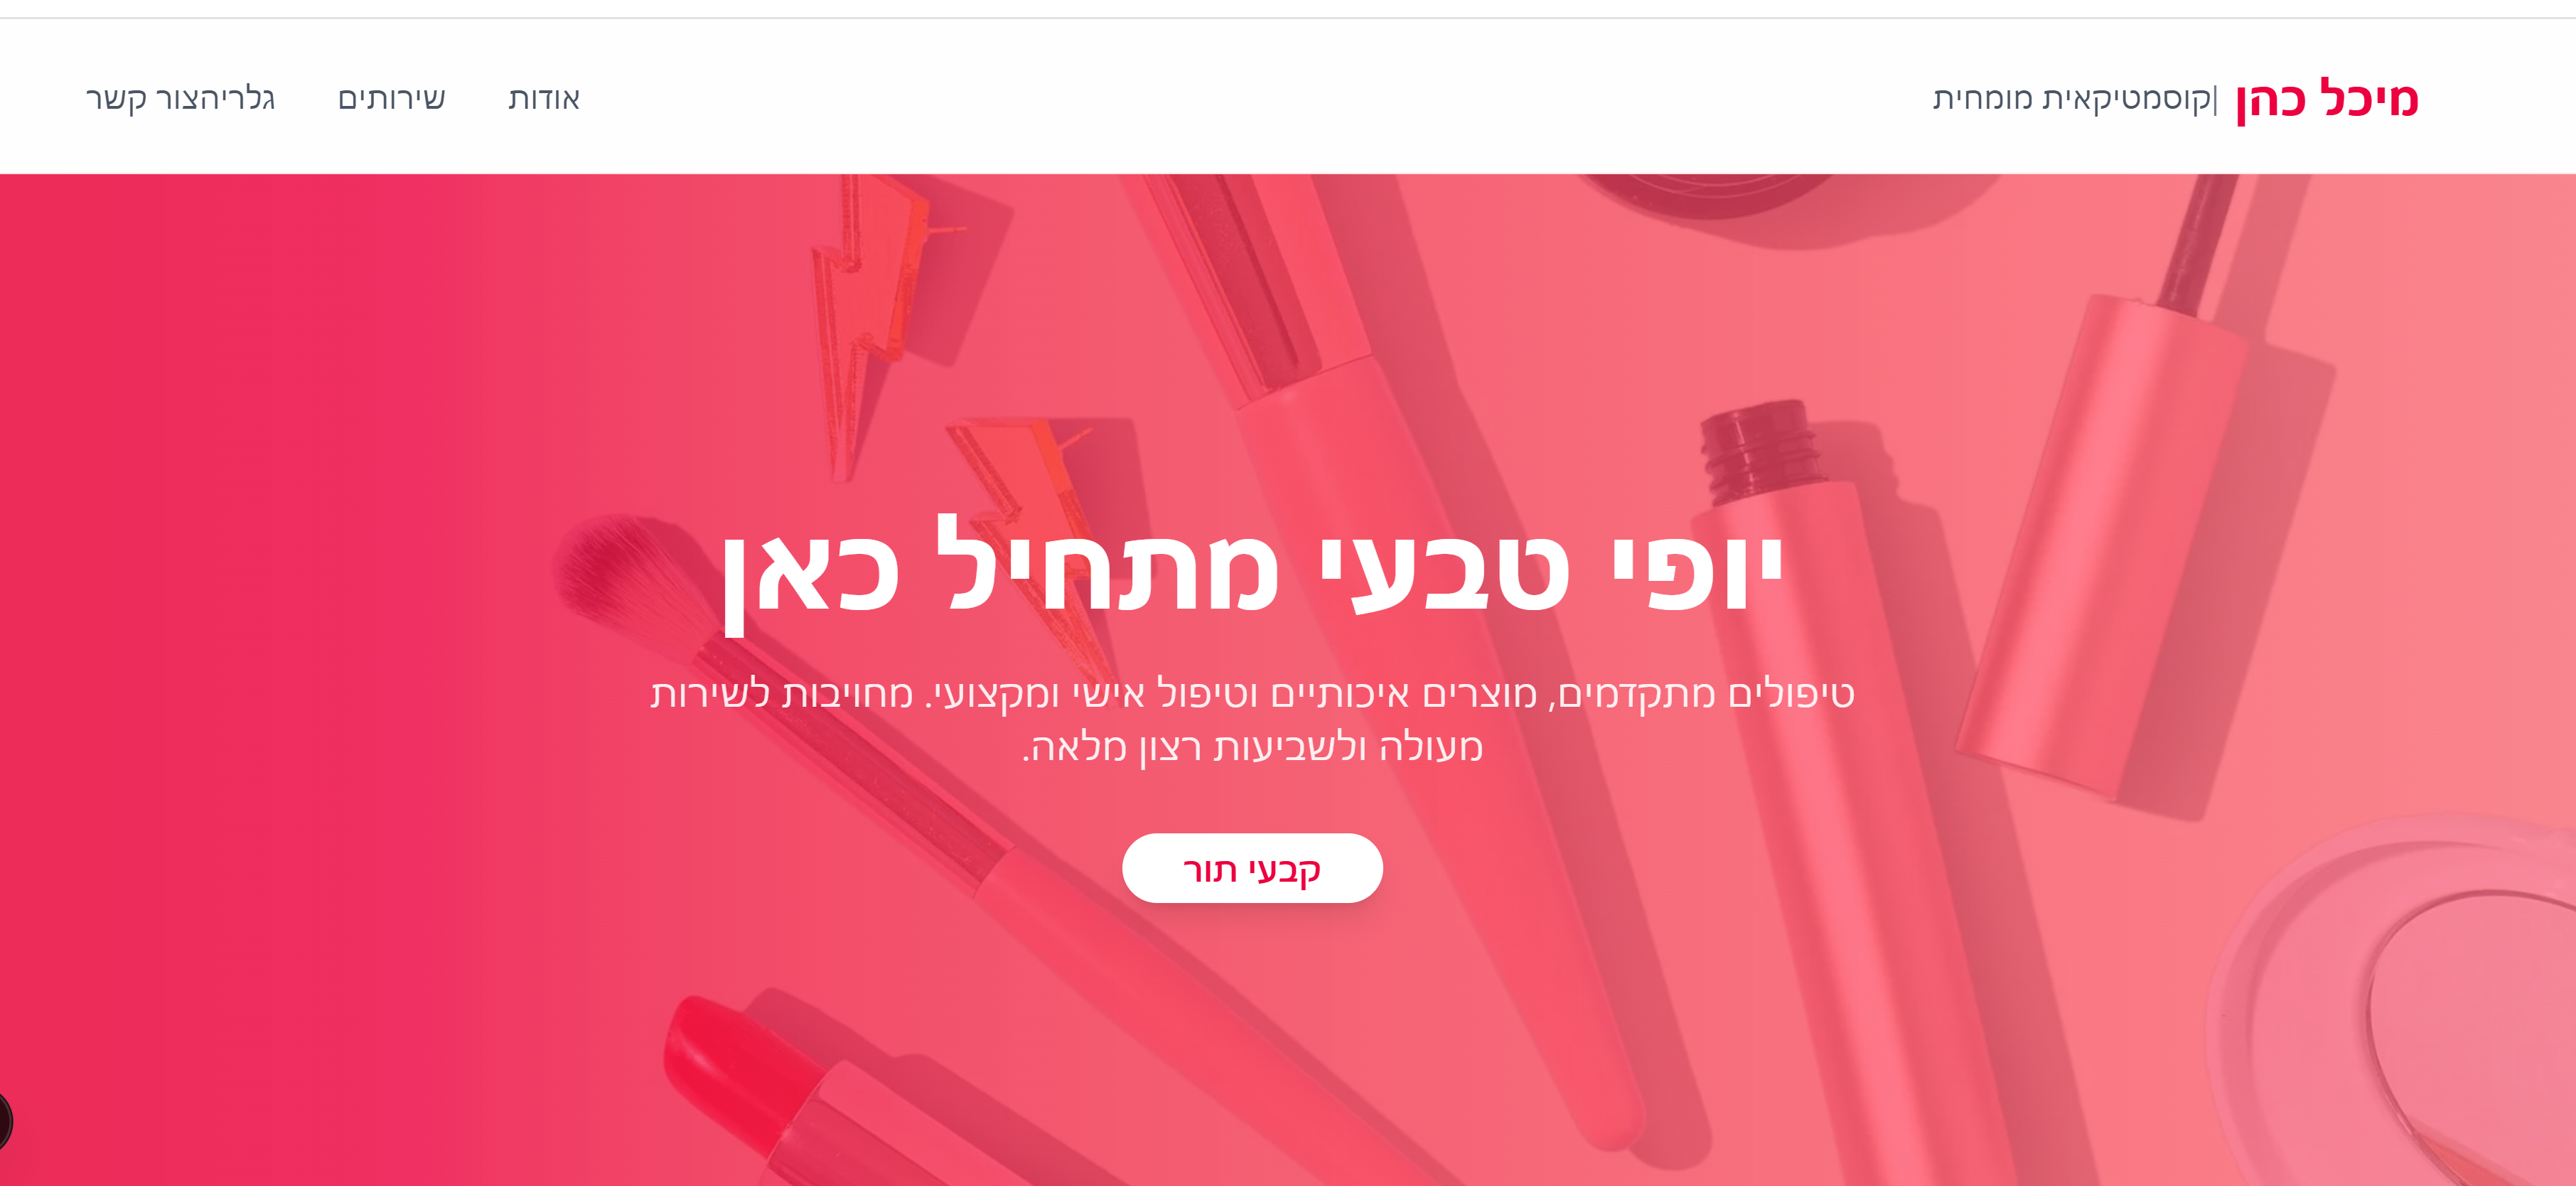 מיכל כהן |קוסמטיקאית מומחית
אודות שירותים גלריהצור קשר
יופי טבעי מתחיל כאן
טיפולים מתקדמים, מוצרים איכותיים וטיפול אישי ומקצועי. מחויבות לשירות
מעולה ולשביעות רצון מלאה.
קבעי תור